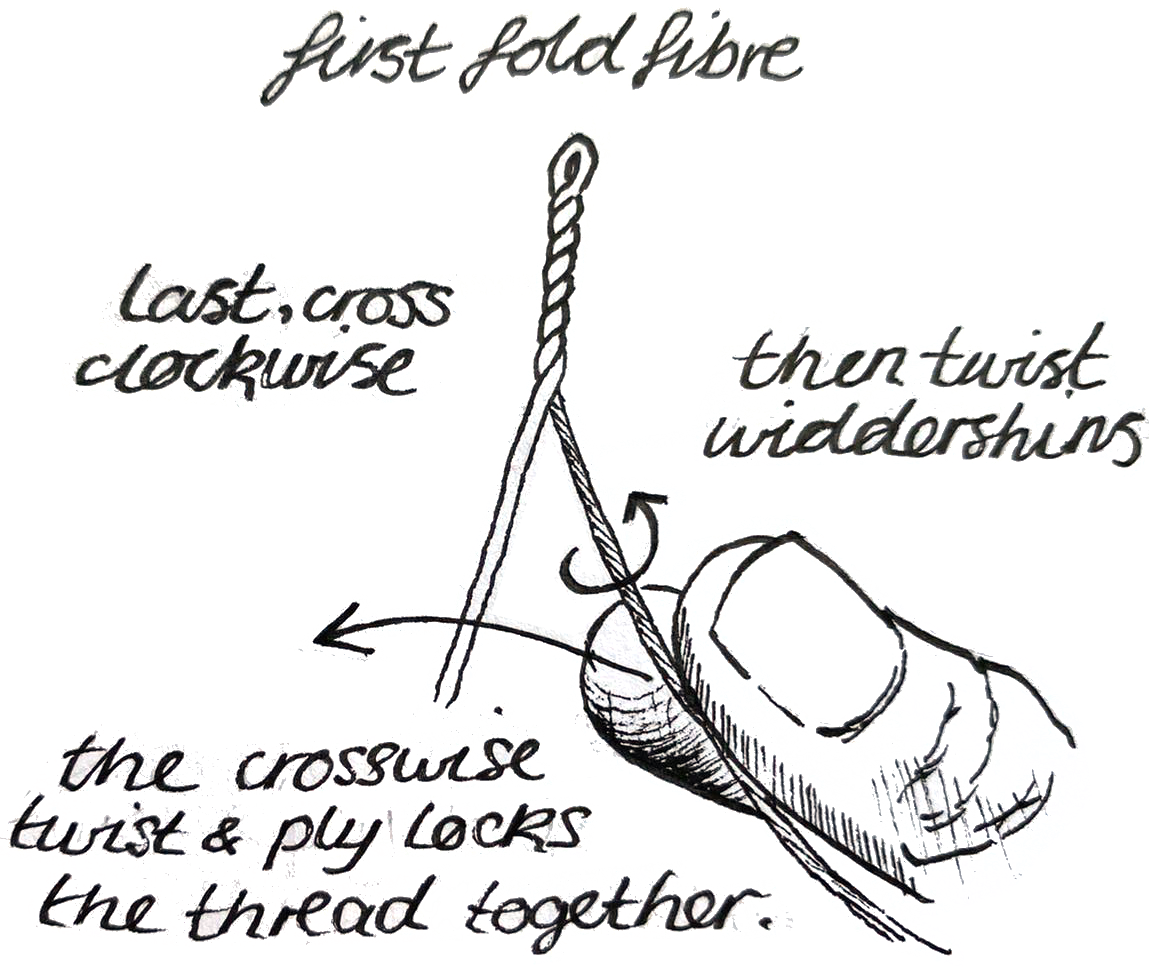 first fold fibre
then twist
widdershins
last, cross
clockwise
the crosswise
twist & ply locks
the thread together.